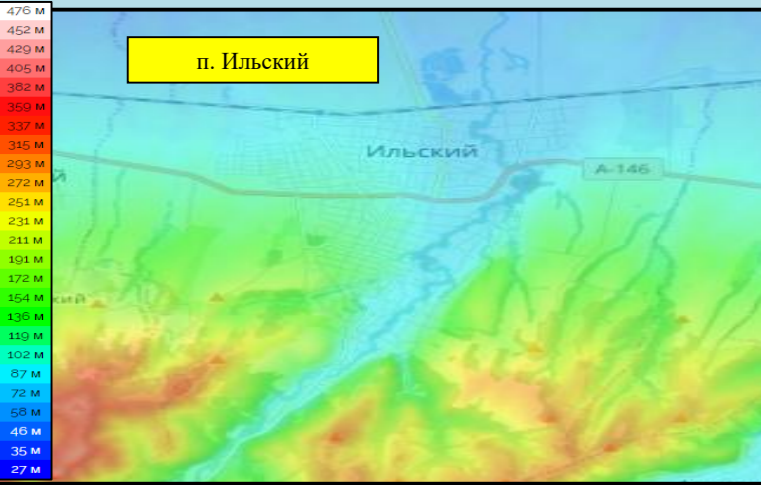 476 м
452 м
429 м
405 м
382 м
359 м
337 м
315 м
293 м
272 м
251 м
231 м
211 м
191 м
172 м
154 м
136 м
119 м
102 м
87 м
72 м
58 м
46 м
35 м
27 м
п. Ильский
Ильский
А-146
й
кий